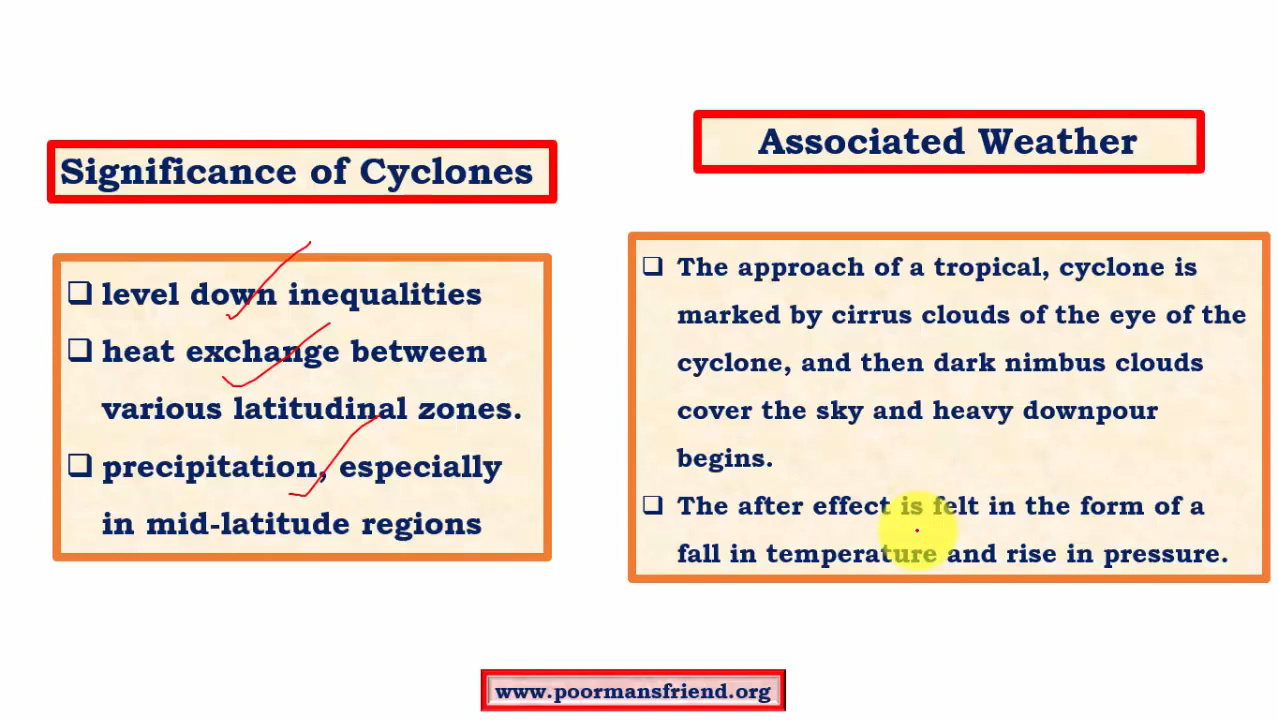 Significance of Cyclones
❑ level down inequalities
❑ heat exchange between
various latitudinal zones.
❑ precipitation, especially
in mid-latitude regions
Associated Weather
❑ The approach of a tropical, cyclone is
marked by cirrus clouds of the eye of the
cyclone, and then dark nimbus clouds
cover the sky and heavy downpour
begins.
❑ The after effect is felt in the form of a
fall in temperature and rise in pressure.
www.poormansfriend.org